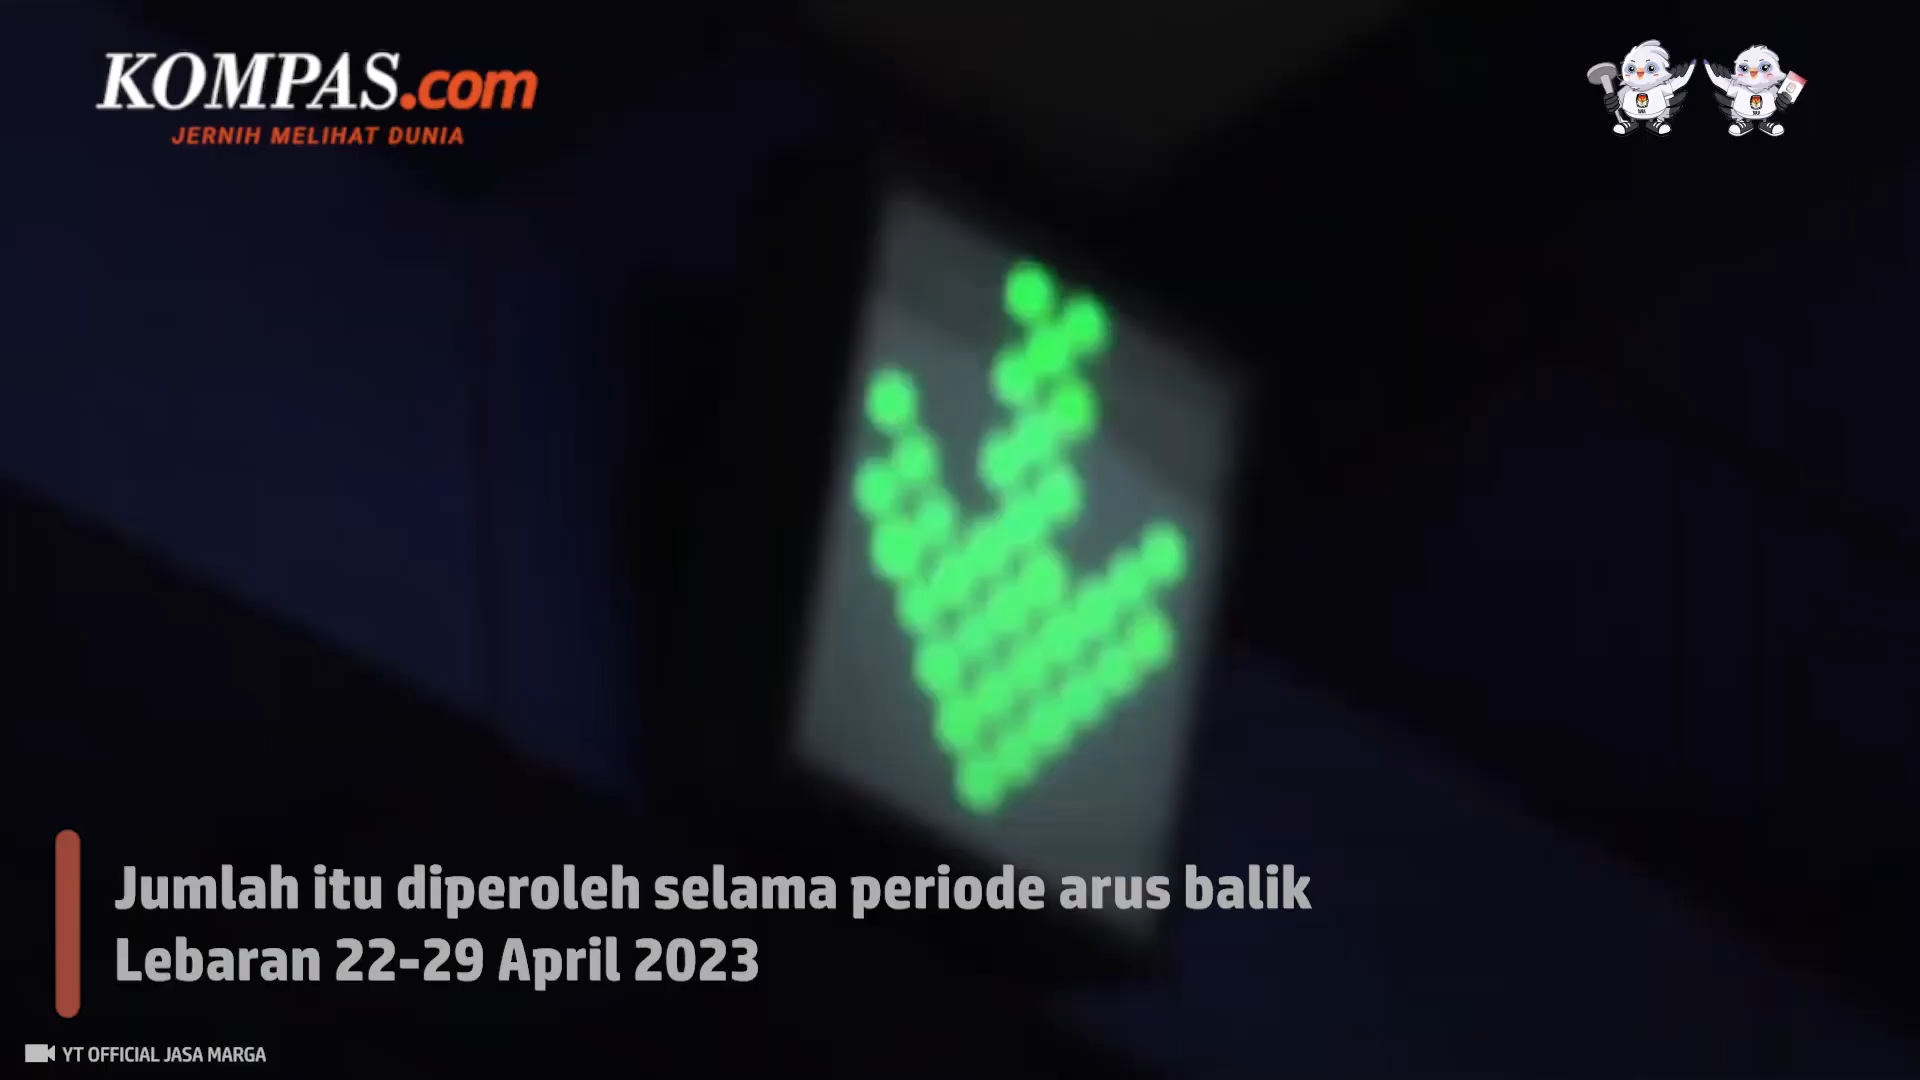 KOMPAS.com
JERNIH MELIHAT DUNIA
Jumlah itu diperoleh selama periode arus balik
Lebaran 22-29 April 2023
YT OFFICIAL JASA MARGA